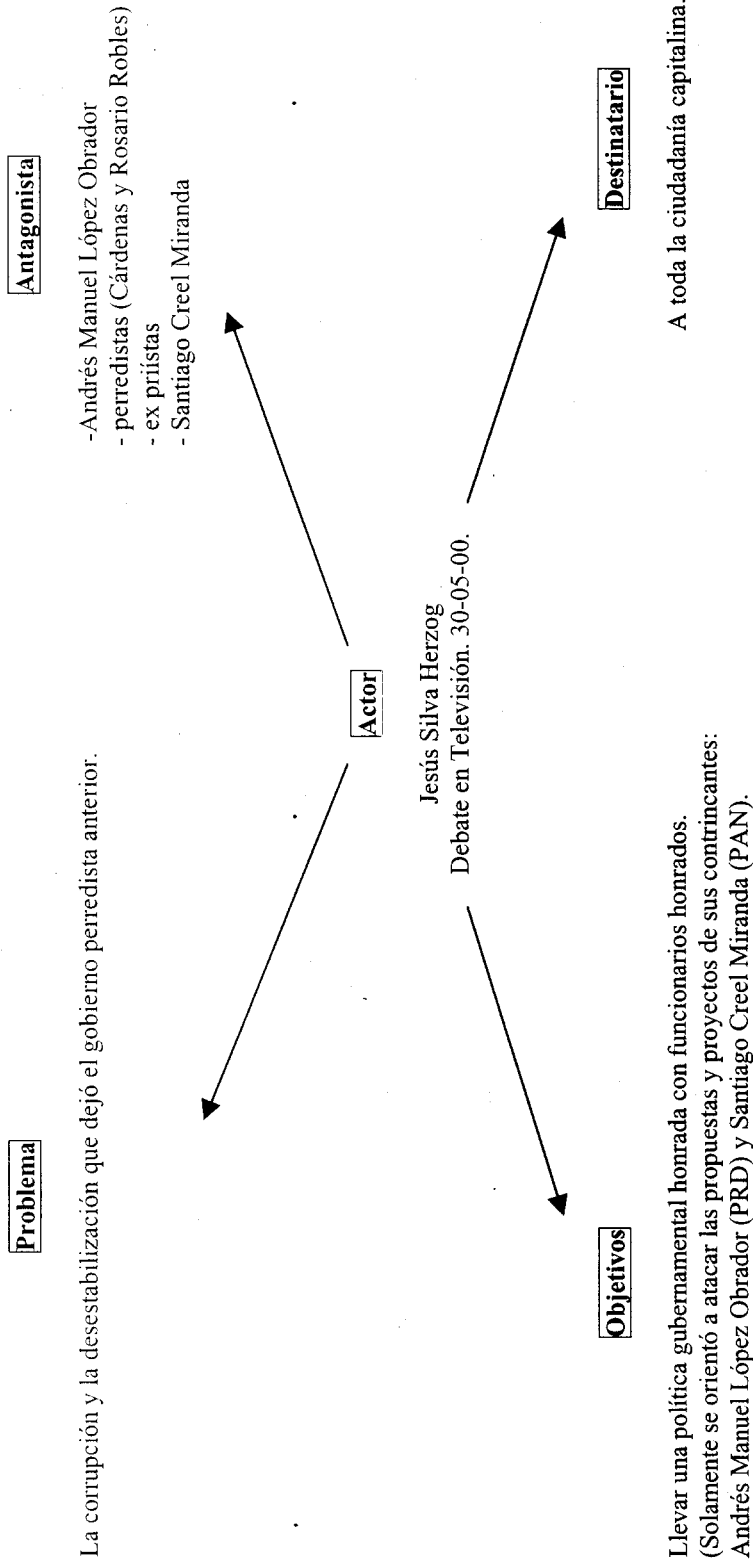 Problema
La corrupción y la desestabilización que dejó el gobierno perredista anterior.
Antagonista
-Andrés Manuel López Obrador
- perredistas (Cárdenas y Rosario Robles)
- ex priístas
- Santiago Creel Miranda
Actor
Jesús Silva Herzog
Debate en Televisión. 30-05-00.
Objetivos
Llevar una política gubernamental honrada con funcionarios honrados.
(Solamente se orientó a atacar las propuestas y proyectos de sus contrincantes:
Andrés Manuel López Obrador (PRD) y Santiago Creel Miranda (PAN).
Destinatario
A toda la ciudadanía capitalina.